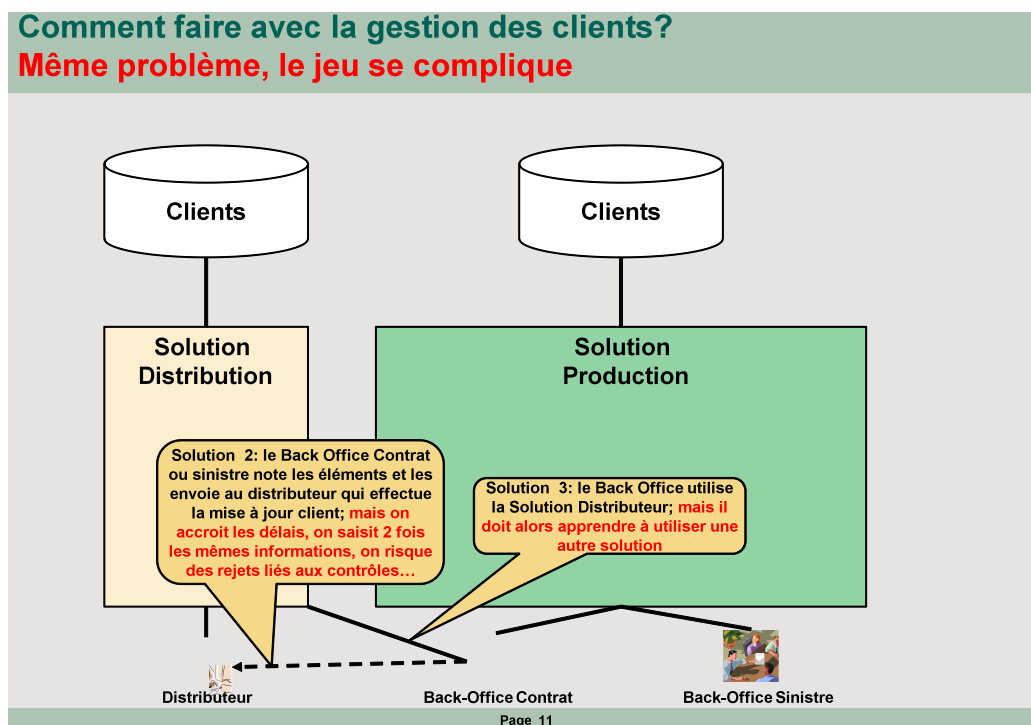 Comment faire avec la gestion des clients?
Même problème, le jeu se complique
Clients
Clients
Solution
Distribution
Solution
Production
Solution 2: le Back Office Contrat
ou sinistre note les éléments et les
envoie au distributeur qui effectue
la mise à jour client; mais on
accroit les délais, on saisit 2 fois
les mêmes informations, on risque
des rejets liés aux contrôles…
Solution 3: le Back Office utilise
la Solution Distributeur; mais il
doit alors apprendre à utiliser une
autre solution
Distributeur
Back-Office Contrat
Back-Office Sinistre
Page 11